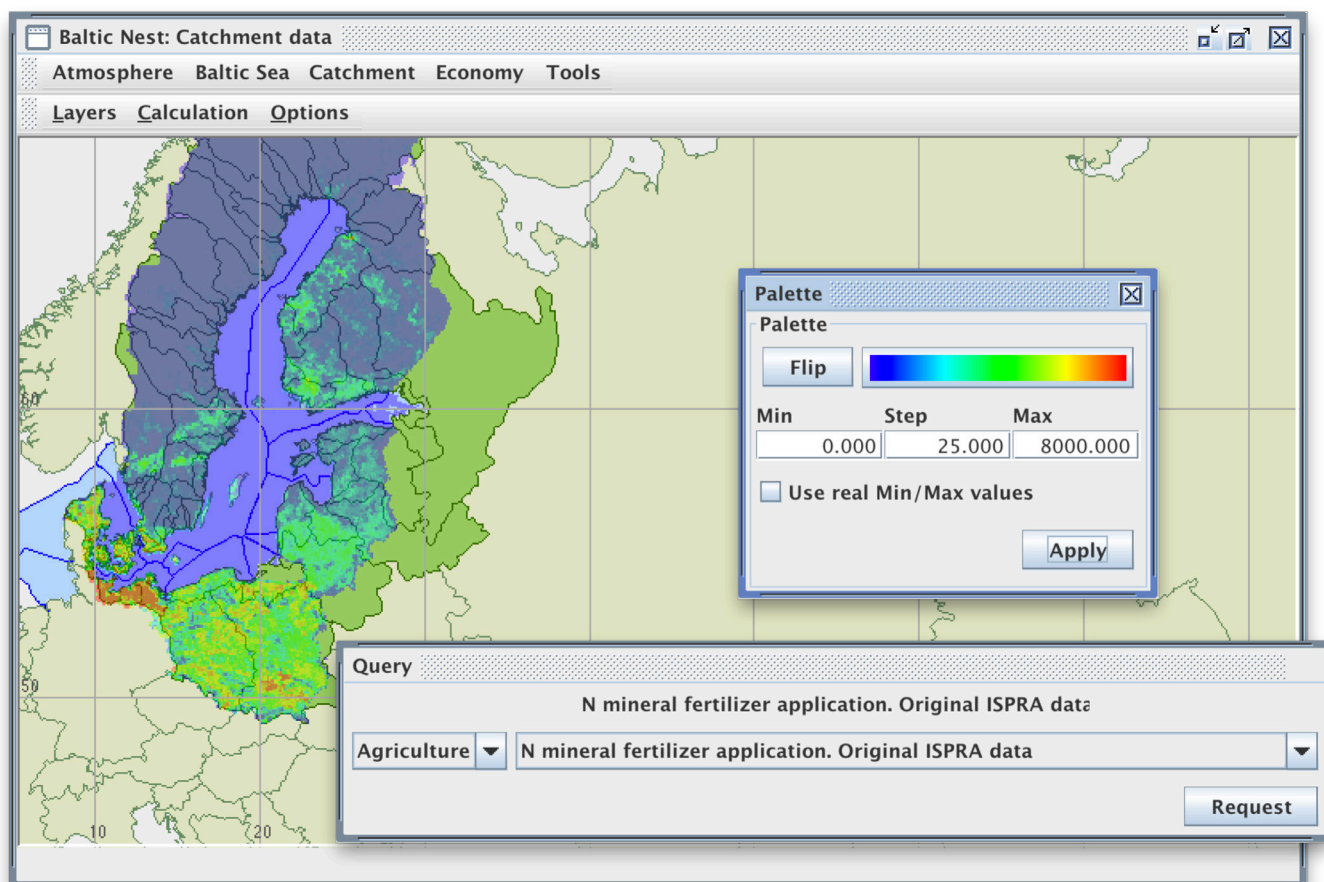 Baltic Nest: Catchment data
Atmosphere Baltic Sea Catchment Economy Tools
Layers Calculation Options
Palette
Palette
Flip
Min Step Max
0.000 25.000 8000.000
Use real Min/Max values
Apply
60
50
10 20
Query
N mineral fertilizer application. Original ISPRA data
Agriculture N mineral fertilizer application. Original ISPRA data
Request